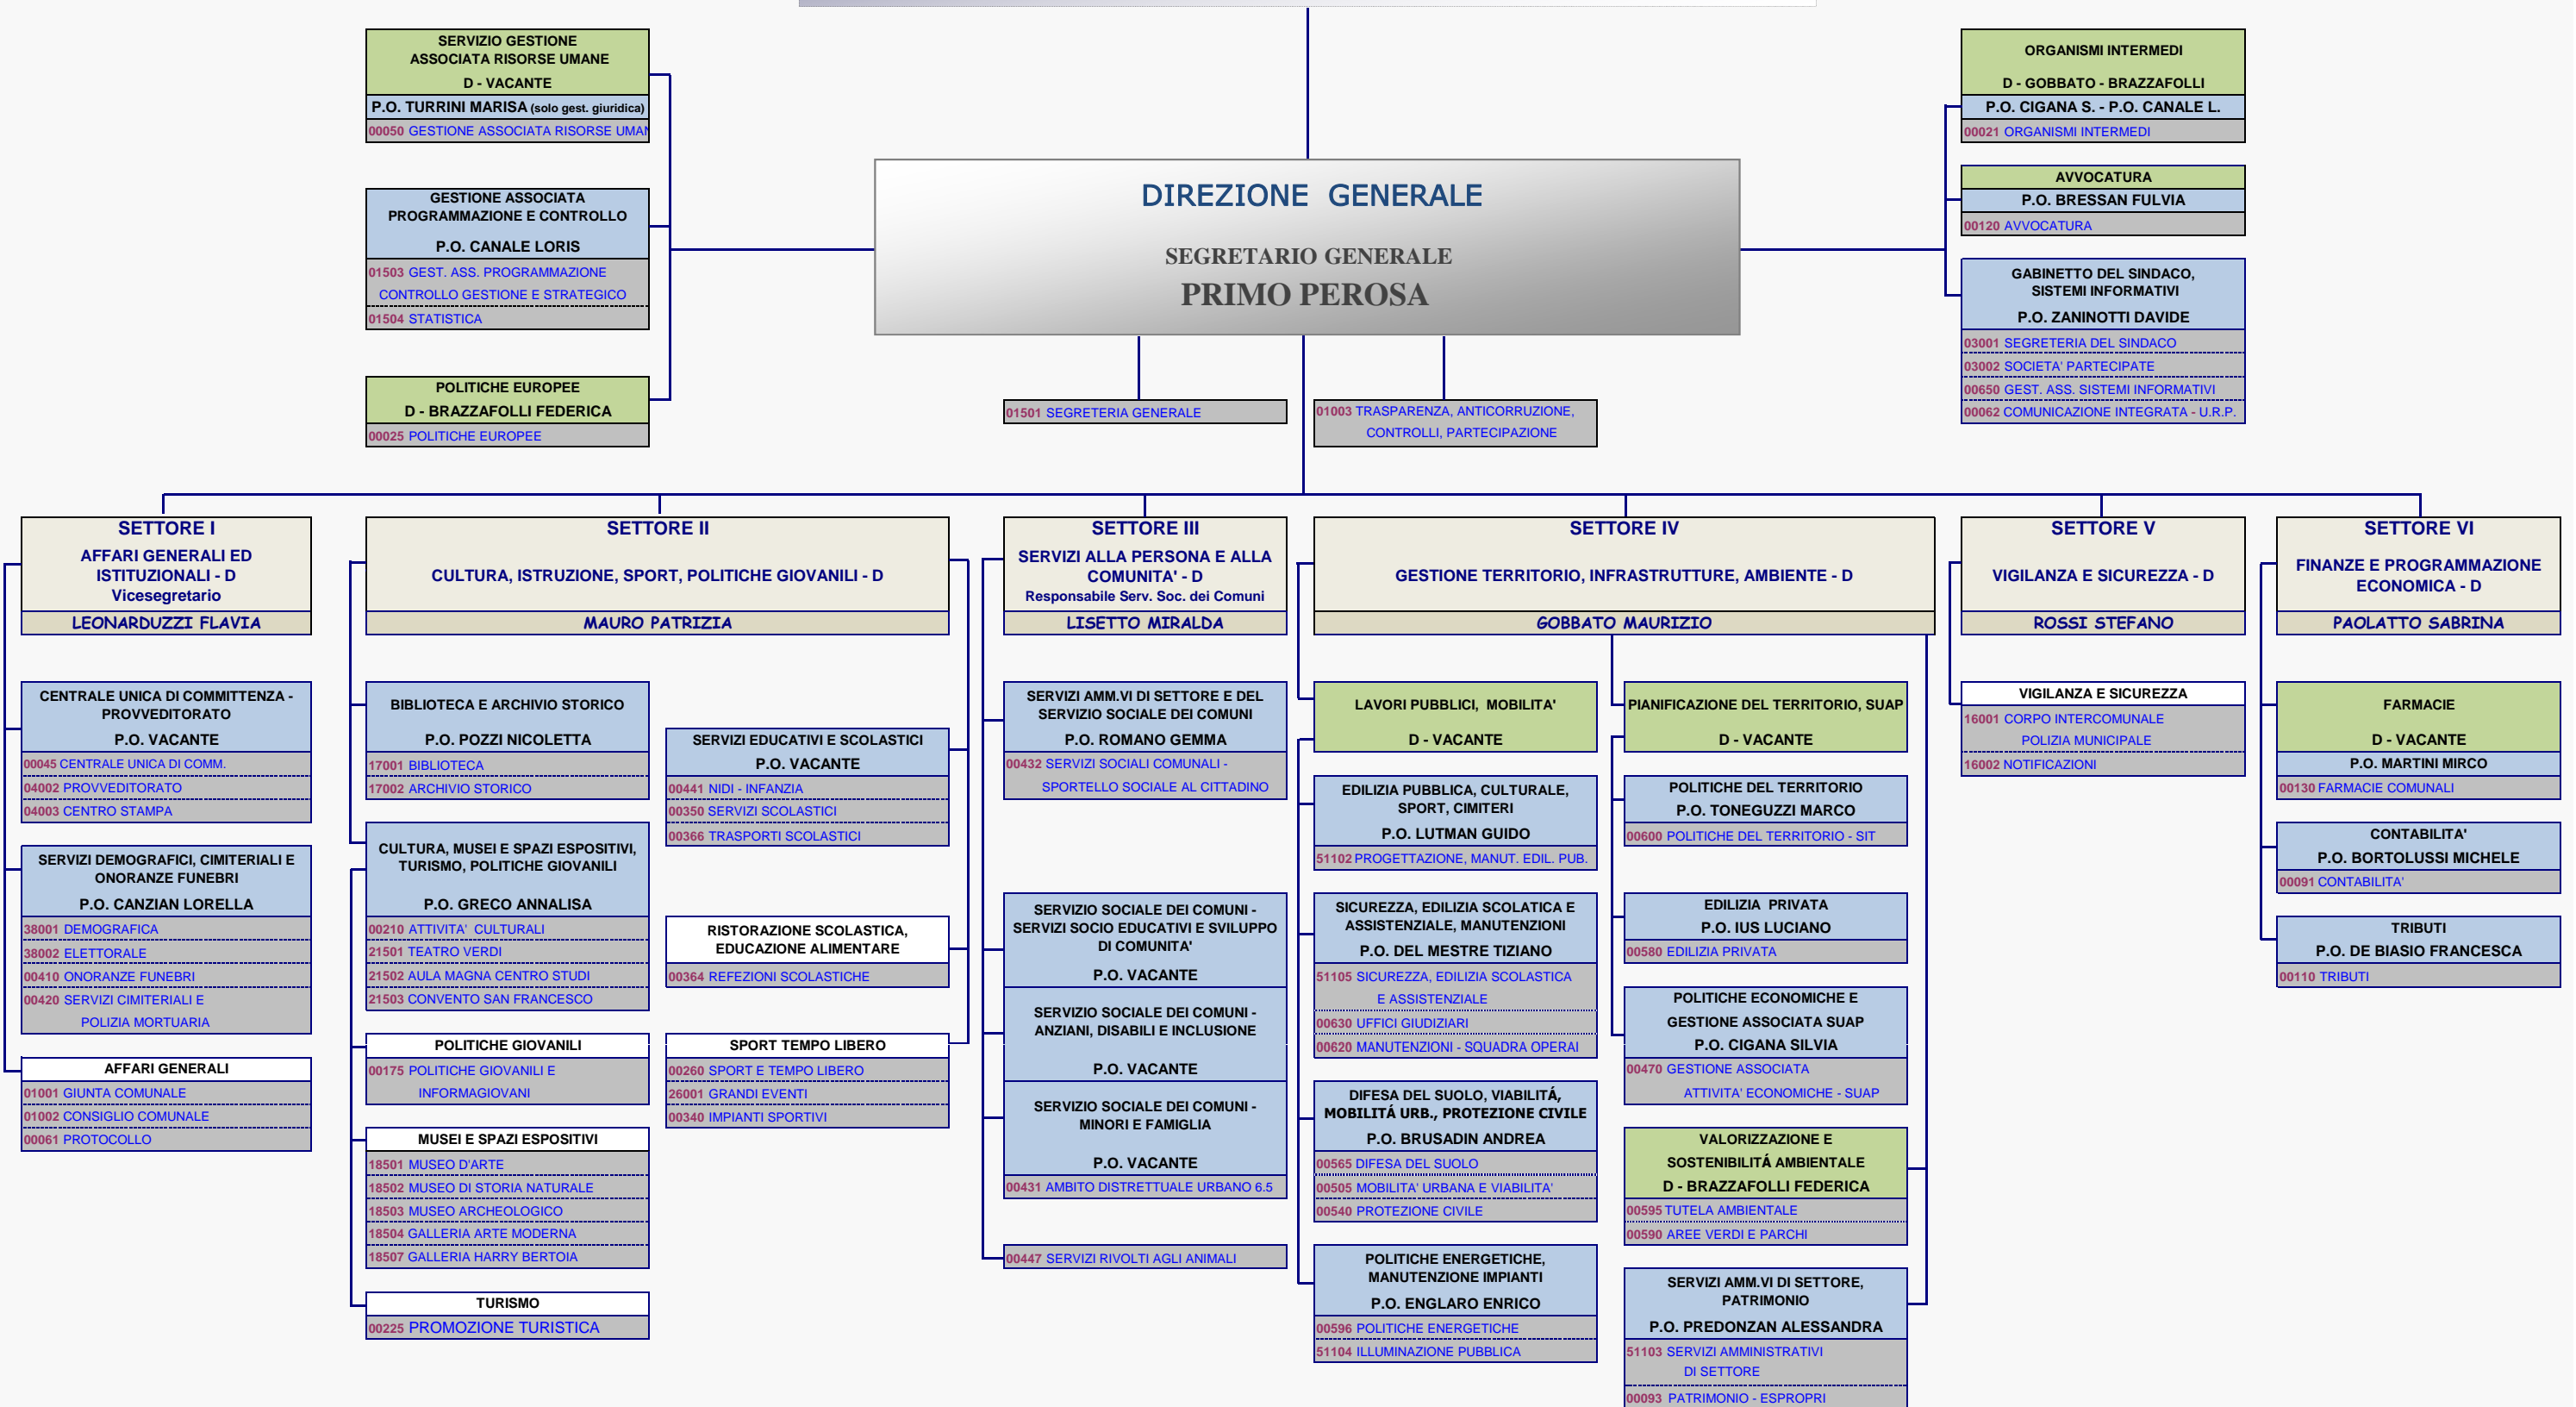 SERVIZIO GESTIONE
ASSOCIATA RISORSE UMANE
D - VACANTE
P.O. TURRINI MARISA (solo gest. giuridica)
00050 GESTIONE ASSOCIATA RISORSE UMAN
GESTIONE ASSOCIATA
PROGRAMMAZIONE E CONTROLLO
P.O. CANALE LORIS
01503 GEST. ASS. PROGRAMMAZIONE
CONTROLLO GESTIONE E STRATEGICO
01504 STATISTICA
POLITICHE EUROPEE
D - BRAZZAFOLLI FEDERICA
00025 POLITICHE EUROPEE
DIREZIONE GENERALE
SEGRETARIO GENERALE
PRIMO PEROSA
01501 SEGRETERIA GENERALE
01003 TRASPARENZA, ANTICORRUZIONE,
CONTROLLI, PARTECIPAZIONE
ORGANISMI INTERMEDI
D - GOBBATO - BRAZZAFOLLI
P.O. CIGANA S. - P.O. CANALE L.
00021 ORGANISMI INTERMEDI
AVVOCATURA
P.O. BRESSAN FULVIA
00120 AVVOCATURA
GABINETTO DEL SINDACO,
SISTEMI INFORMATIVI
P.O. ZANINOTTI DAVIDE
03001 SEGRETERIA DEL SINDACO
03002 SOCIETA' PARTECIPATE
00650 GEST. ASS. SISTEMI INFORMATIVI
00062 COMUNICAZIONE INTEGRATA - U.R.P.
SETTORE I
AFFARI GENERALI ED
ISTITUZIONALI - D
Vicesegretario
LEONARDUZZI FLAVIA
CENTRALE UNICA DI COMMITTENZA -
PROVVEDITORATO
P.O. VACANTE
00045 CENTRALE UNICA DI COMM.
04002 PROVVEDITORATO
04003 CENTRO STAMPA
SERVIZI DEMOGRAFICI, CIMITERIALI E
ONORANZE FUNEBRI
P.O. CANZIAN LORELLA
38001 DEMOGRAFICA
38002 ELETTORALE
00410 ONORANZE FUNEBRI
00420 SERVIZI CIMITERIALI E
POLIZIA MORTUARIA
AFFARI GENERALI
01001 GIUNTA COMUNALE
01002 CONSIGLIO COMUNALE
00061 PROTOCOLLO
SETTORE II
CULTURA, ISTRUZIONE, SPORT, POLITICHE GIOVANILI - D
MAURO PATRIZIA
BIBLIOTECA E ARCHIVIO STORICO
P.O. POZZI NICOLETTA
17001 BIBLIOTECA
17002 ARCHIVIO STORICO
CULTURA, MUSEI E SPAZI ESPOSITIVI,
TURISMO, POLITICHE GIOVANILI
P.O. GRECO ANNALISA
00210 ATTIVITA' CULTURALI
21501 TEATRO VERDI
21502 AULA MAGNA CENTRO STUDI
21503 CONVENTO SAN FRANCESCO
POLITICHE GIOVANILI
00175 POLITICHE GIOVANILI E
INFORMAGIOVANI
MUSEI E SPAZI ESPOSITIVI
18501 MUSEO D'ARTE
18502 MUSEO DI STORIA NATURALE
18503 MUSEO ARCHEOLOGICO
18504 GALLERIA ARTE MODERNA
18507 GALLERIA HARRY BERTOIA
TURISMO
00225 PROMOZIONE TURISTICA
SERVIZI EDUCATIVI E SCOLASTICI
P.O. VACANTE
00441 NIDI - INFANZIA
00350 SERVIZI SCOLASTICI
00366 TRASPORTI SCOLASTICI
RISTORAZIONE SCOLASTICA,
EDUCAZIONE ALIMENTARE
00364 REFEZIONI SCOLASTICHE
SPORT TEMPO LIBERO
00260 SPORT E TEMPO LIBERO
26001 GRANDI EVENTI
00340 IMPIANTI SPORTIVI
SETTORE III
SERVIZI ALLA PERSONA E ALLA
COMUNITA' - D
Responsabile Serv. Soc. dei Comuni
LISETTO MIRALDA
SERVIZI AMM.VI DI SETTORE E DEL
SERVIZIO SOCIALE DEI COMUNI
P.O. ROMANO GEMMA
00432 SERVIZI SOCIALI COMUNALI -
SPORTELLO SOCIALE AL CITTADINO
SERVIZIO SOCIALE DEI COMUNI -
SERVIZI SOCIO EDUCATIVI E SVILUPPO
DI COMUNITA'
P.O. VACANTE
SERVIZIO SOCIALE DEI COMUNI -
ANZIANI, DISABILI E INCLUSIONE
P.O. VACANTE
SERVIZIO SOCIALE DEI COMUNI -
MINORI E FAMIGLIA
P.O. VACANTE
00431 AMBITO DISTRETTUALE URBANO 6.5
00447 SERVIZI RIVOLTI AGLI ANIMALI
SETTORE IV
GESTIONE TERRITORIO, INFRASTRUTTURE, AMBIENTE - D
GOBBATO MAURIZIO
LAVORI PUBBLICI, MOBILITA'
D - VACANTE
EDILIZIA PUBBLICA, CULTURALE,
SPORT, CIMITERI
P.O. LUTMAN GUIDO
51102 PROGETTAZIONE, MANUT. EDIL. PUB.
SICUREZZA, EDILIZIA SCOLATICA E
ASSISTENZIALE, MANUTENZIONI
P.O. DEL MESTRE TIZIANO
51105 SICUREZZA, EDILIZIA SCOLASTICA
E ASSISTENZIALE
00630 UFFICI GIUDIZIARI
00620 MANUTENZIONI - SQUADRA OPERAI
DIFESA DEL SUOLO, VIABILITÁ,
MOBILITÁ URB., PROTEZIONE CIVILE
P.O. BRUSADIN ANDREA
00565 DIFESA DEL SUOLO
00505 MOBILITA' URBANA E VIABILITA'
00540 PROTEZIONE CIVILE
POLITICHE ENERGETICHE,
MANUTENZIONE IMPIANTI
P.O. ENGLARO ENRICO
00596 POLITICHE ENERGETICHE
51104 ILLUMINAZIONE PUBBLICA
PIANIFICAZIONE DEL TERRITORIO, SUAP
D - VACANTE
POLITICHE DEL TERRITORIO
P.O. TONEGUZZI MARCO
00600 POLITICHE DEL TERRITORIO - SIT
EDILIZIA PRIVATA
P.O. IUS LUCIANO
00580 EDILIZIA PRIVATA
POLITICHE ECONOMICHE E
GESTIONE ASSOCIATA SUAP
P.O. CIGANA SILVIA
00470 GESTIONE ASSOCIATA
ATTIVITA' ECONOMICHE - SUAP
VALORIZZAZIONE E
SOSTENIBILITÁ AMBIENTALE
D - BRAZZAFOLLI FEDERICA
00595 TUTELA AMBIENTALE
00590 AREE VERDI E PARCHI
SERVIZI AMM.VI DI SETTORE,
PATRIMONIO
P.O. PREDONZAN ALESSANDRA
51103 SERVIZI AMMINISTRATIVI
DI SETTORE
00093 PATRIMONIO - ESPROPRI
SETTORE V
VIGILANZA E SICUREZZA - D
ROSSI STEFANO
VIGILANZA E SICUREZZA
16001 CORPO INTERCOMUNALE
POLIZIA MUNICIPALE
16002 NOTIFICAZIONI
SETTORE VI
FINANZE E PROGRAMMAZIONE
ECONOMICA - D
PAOLATTO SABRINA
FARMACIE
D - VACANTE
P.O. MARTINI MIRCO
00130 FARMACIE COMUNALI
CONTABILITA'
P.O. BORTOLUSSI MICHELE
00091 CONTABILITA'
TRIBUTI
P.O. DE BIASIO FRANCESCA
00110 TRIBUTI